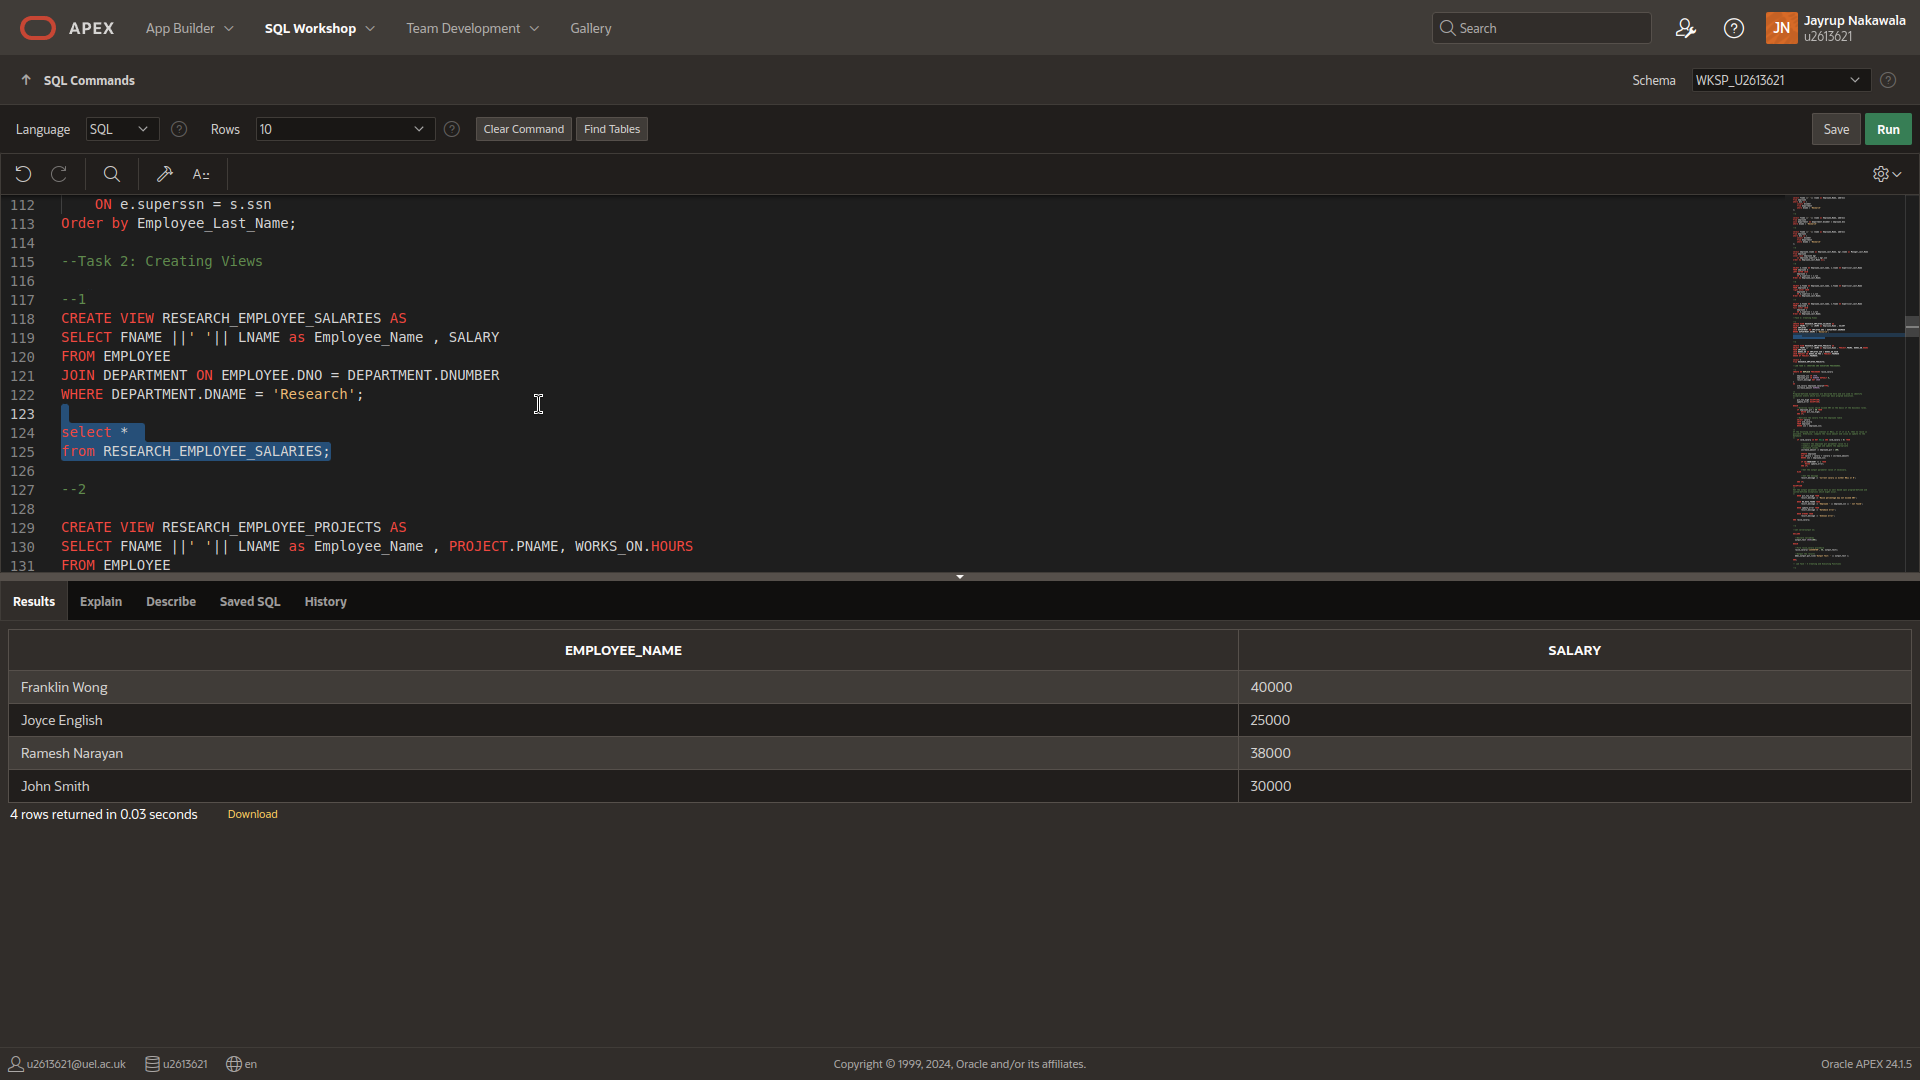 APEX App Builder SQL Workshop Team Development Gallery Search Jayrup Nakawala
JN u2613621
SQL Commands Schema WKSP_U2613621
Language SQL Rows 10 Clear Command Find Tables Save Run
112 ON e.superssn = s.ssn
113 Order by Employee_Last_Name;
114
115 --Task 2: Creating Views
116
117 --1
118 CREATE VIEW RESEARCH_EMPLOYEE_SALARIES AS
119 SELECT FNAME ||' '|| LNAME as Employee_Name , SALARY
120 FROM EMPLOYEE
121 JOIN DEPARTMENT ON EMPLOYEE.DNO = DEPARTMENT.DNUMBER
122 WHERE DEPARTMENT.DNAME = 'Research';
123
124 select *
125 from RESEARCH_EMPLOYEE_SALARIES;
126
127 --2
128
129 CREATE VIEW RESEARCH_EMPLOYEE_PROJECTS AS
130 SELECT FNAME ||' '|| LNAME as Employee_Name , PROJECT.PNAME, WORKS_ON.HOURS
131 FROM EMPLOYEE
Results Explain Describe Saved SQL History
EMPLOYEE_NAME SALARY
Franklin Wong 40000
Joyce English 25000
Ramesh Narayan 38000
John Smith 30000
4 rows returned in 0.03 seconds Download
u2613621@uel.ac.uk u2613621 en Copyright © 1999, 2024, Oracle and/or its affiliates. Oracle APEX 24.1.5